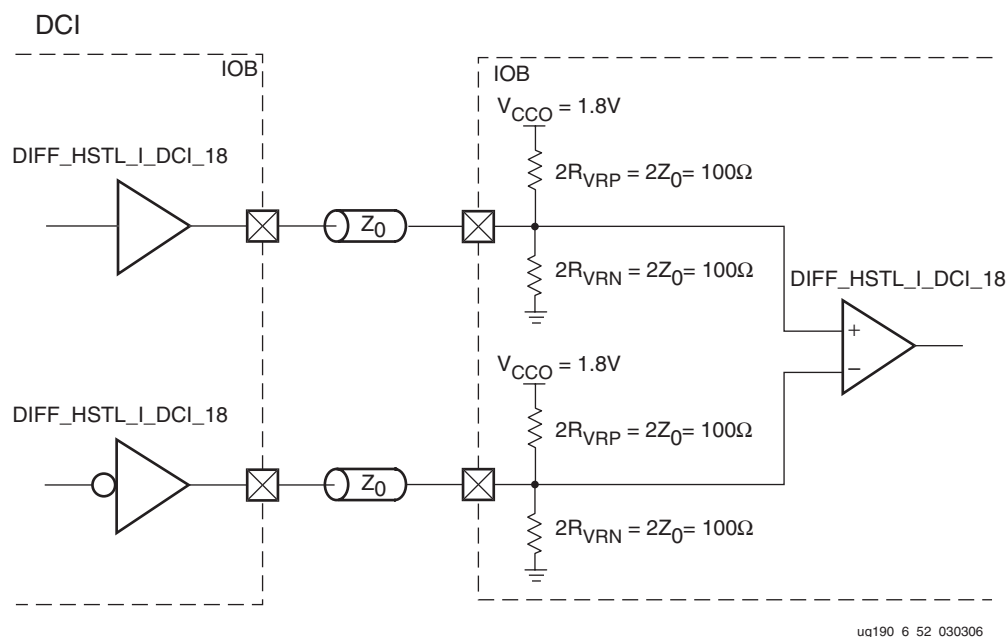 DCI
IOB
IOB
V_CCO = 1.8V
DIFF_HSTL_I_DCI_18
2R_VRP = 2Z_0= 100Ω
Z_0
2R_VRN = 2Z_0= 100Ω
DIFF_HSTL_I_DCI_18
+
–
V_CCO = 1.8V
DIFF_HSTL_I_DCI_18
2R_VRP = 2Z_0= 100Ω
Z_0
2R_VRN = 2Z_0= 100Ω
ug190_6_52_030306